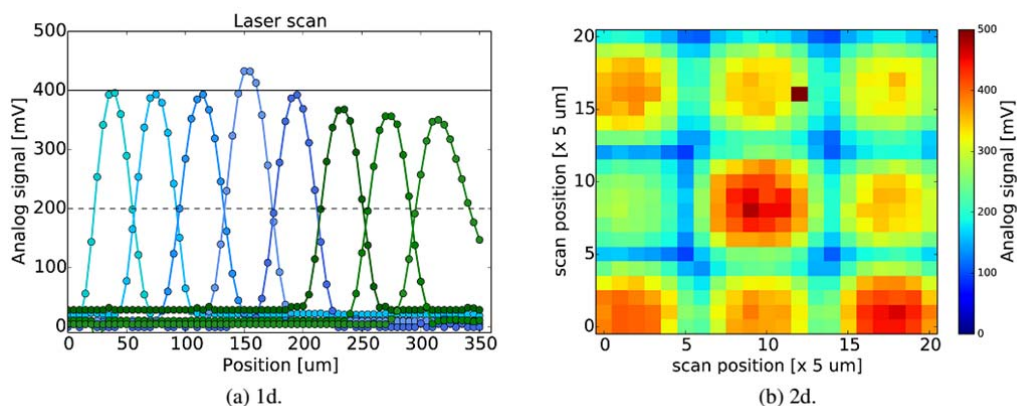 Laser scan
500
400
300
200
100
0
Analog signal [mV]
0 50 100 150 200 250 300 350
Position [um]
(a) 1d.
20
15
10
5
0
scan position [x 5 um]
0 5 10 15 20
scan position [x 5 um]
500
400
300
200
100
0
Analog signal [mV]
(b) 2d.